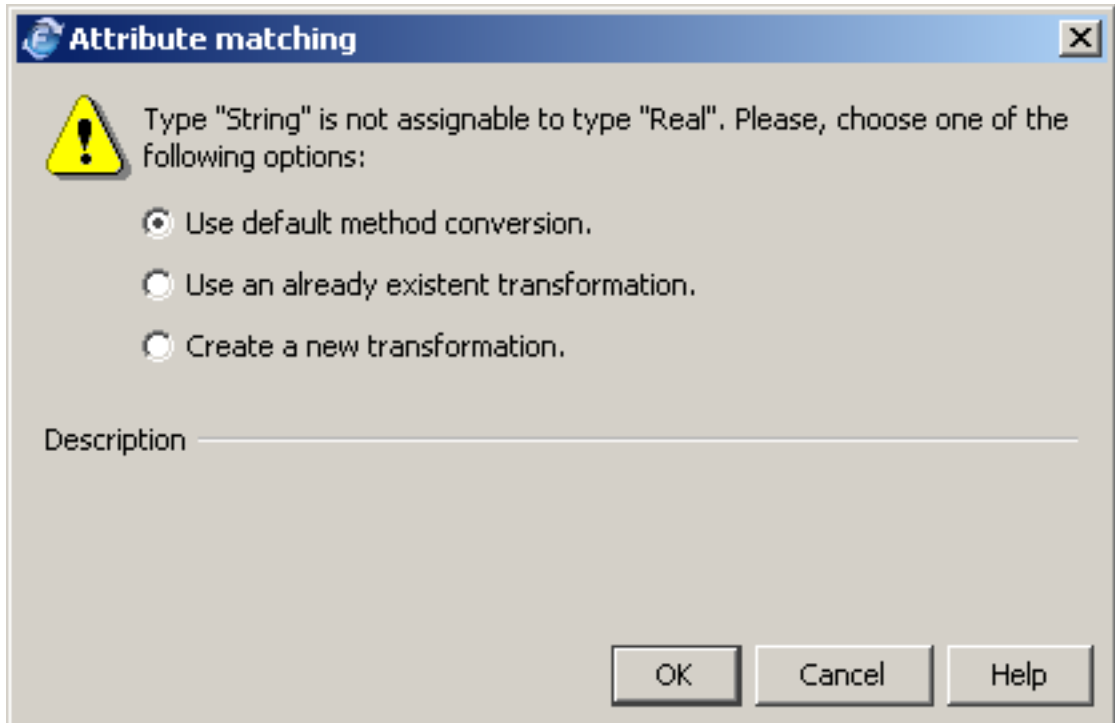 Attribute matching
Type "String" is not assignable to type "Real". Please, choose one of the
following options:
Use default method conversion.
Use an already existent transformation.
Create a new transformation.
Description
OK Cancel Help